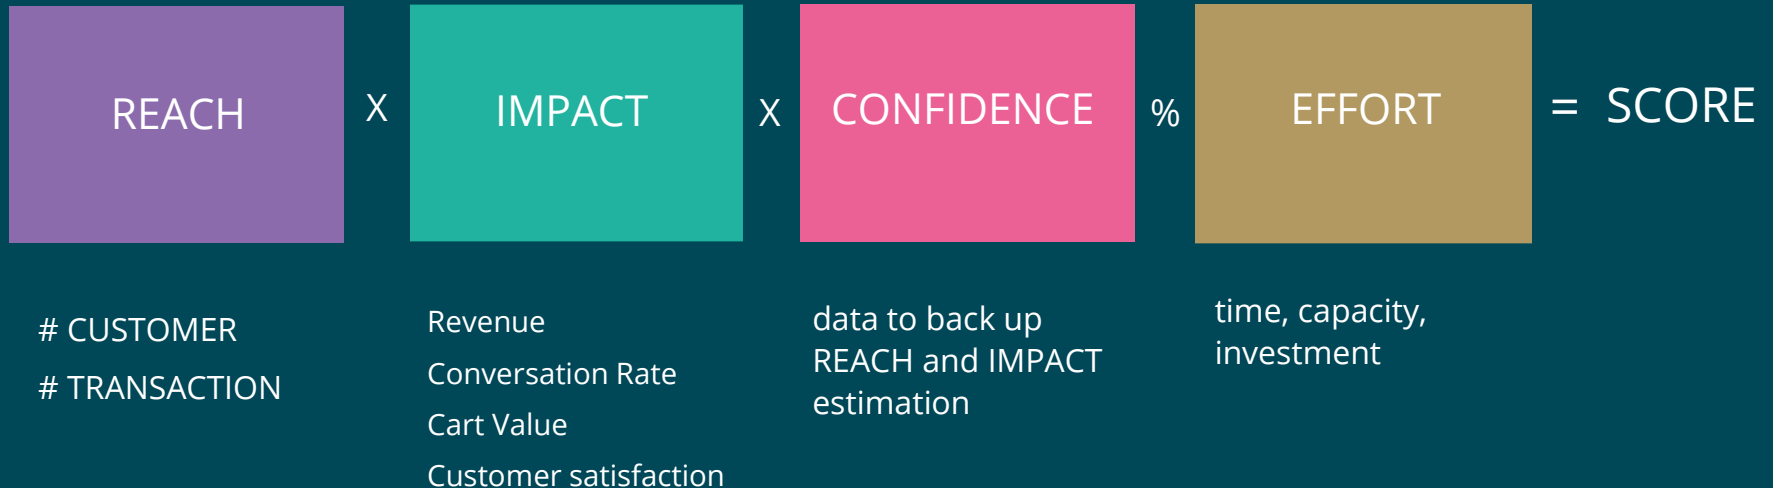 REACH X IMPACT X CONFIDENCE % EFFORT = SCORE
# CUSTOMER
# TRANSACTION
Revenue
Conversation Rate
Cart Value
Customer satisfaction
data to back up
REACH and IMPACT
estimation
time, capacity,
investment